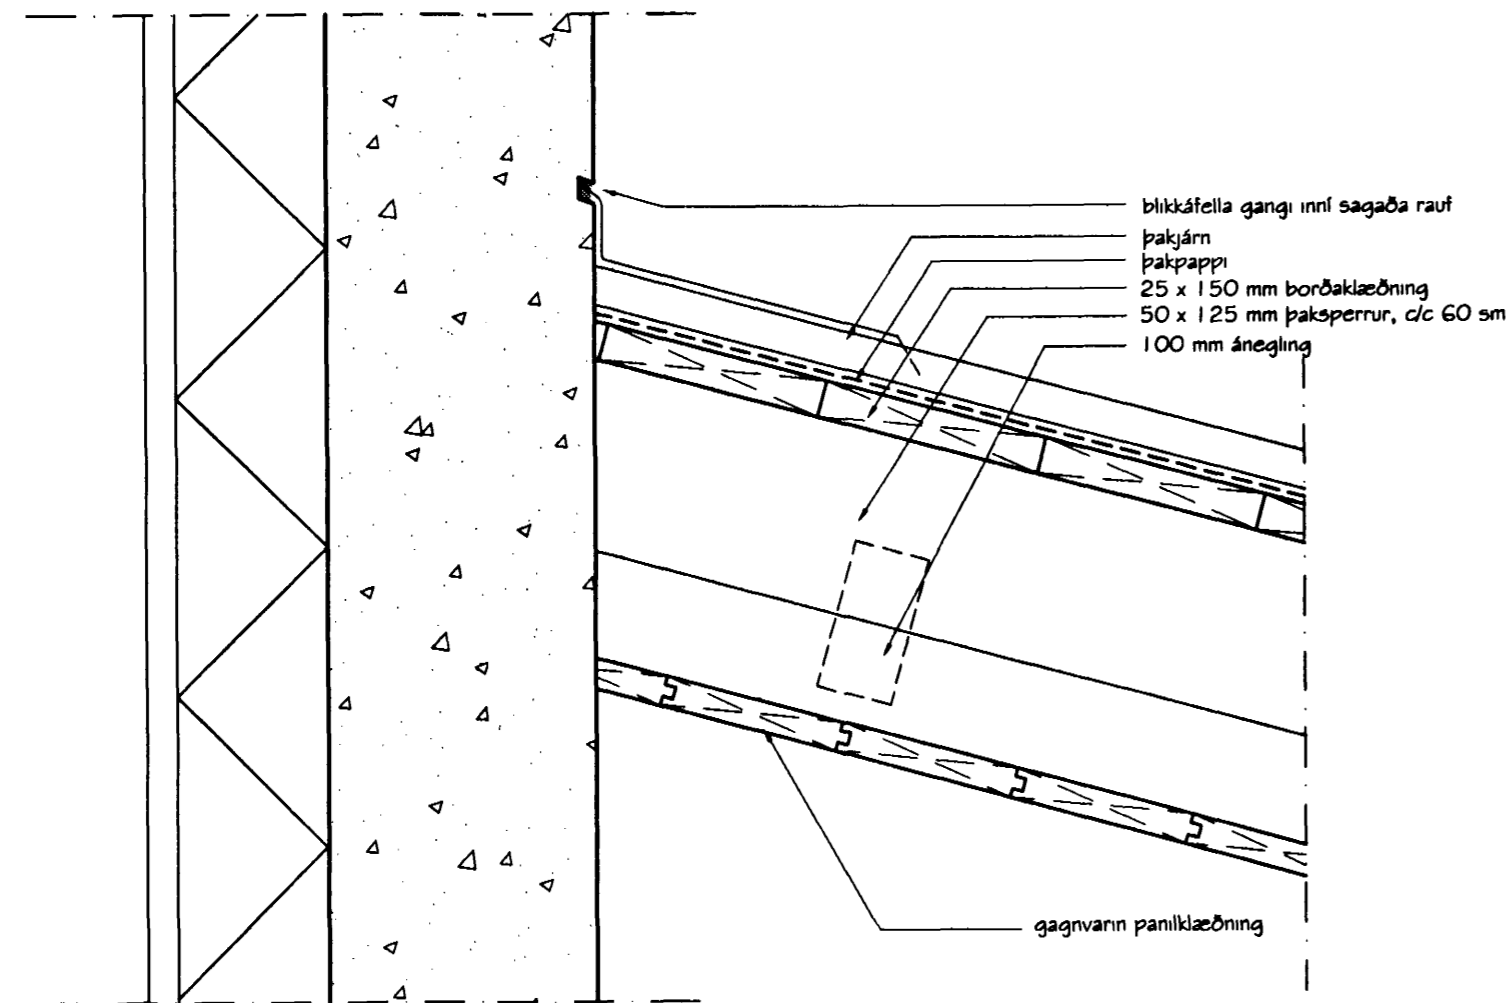 blikkáfella gangi inní sagaða rauf
þakjárn
þakpappi
25 x 150 mm borðaklæðning
50 x 125 mm þaksperrur, c/c 60 sm
100 mm ánegling
gagnvarin panilklæðning